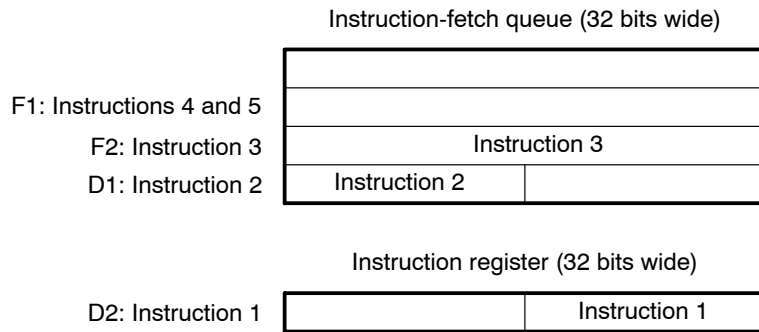 Instruction-fetch queue (32 bits wide)
F1: Instructions 4 and 5
F2: Instruction 3
Instruction 3
D1: Instruction 2
Instruction 2
Instruction register (32 bits wide)
D2: Instruction 1
Instruction 1